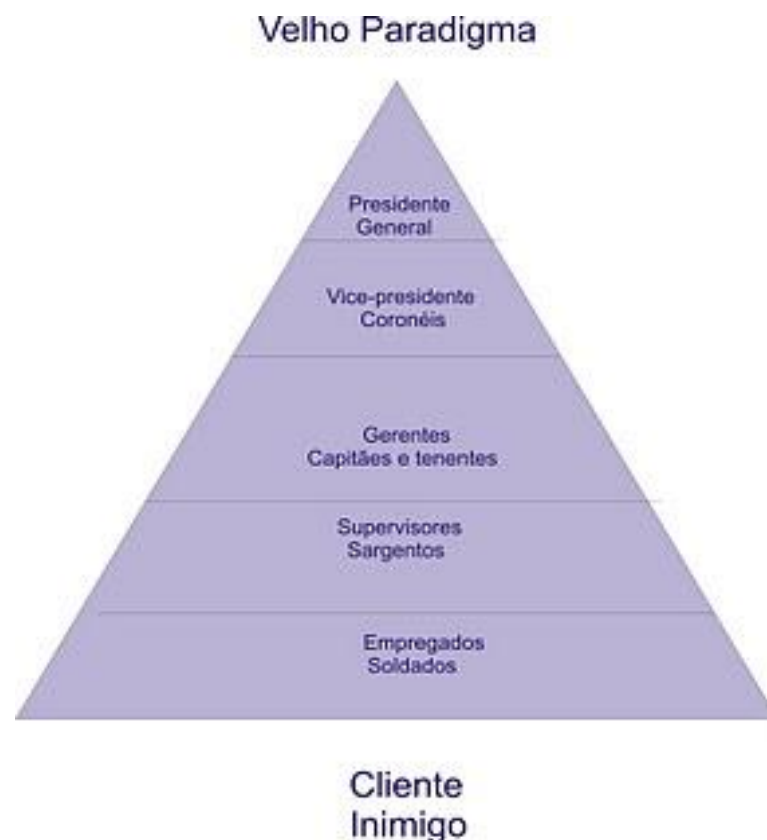 Velho Paradigma
Presidente
General
Vice-presidente
Coronéis
Gerentes
Capitães e tenentes
Supervisores
Sargentos
Empregados
Soldados
Cliente
Inimigo